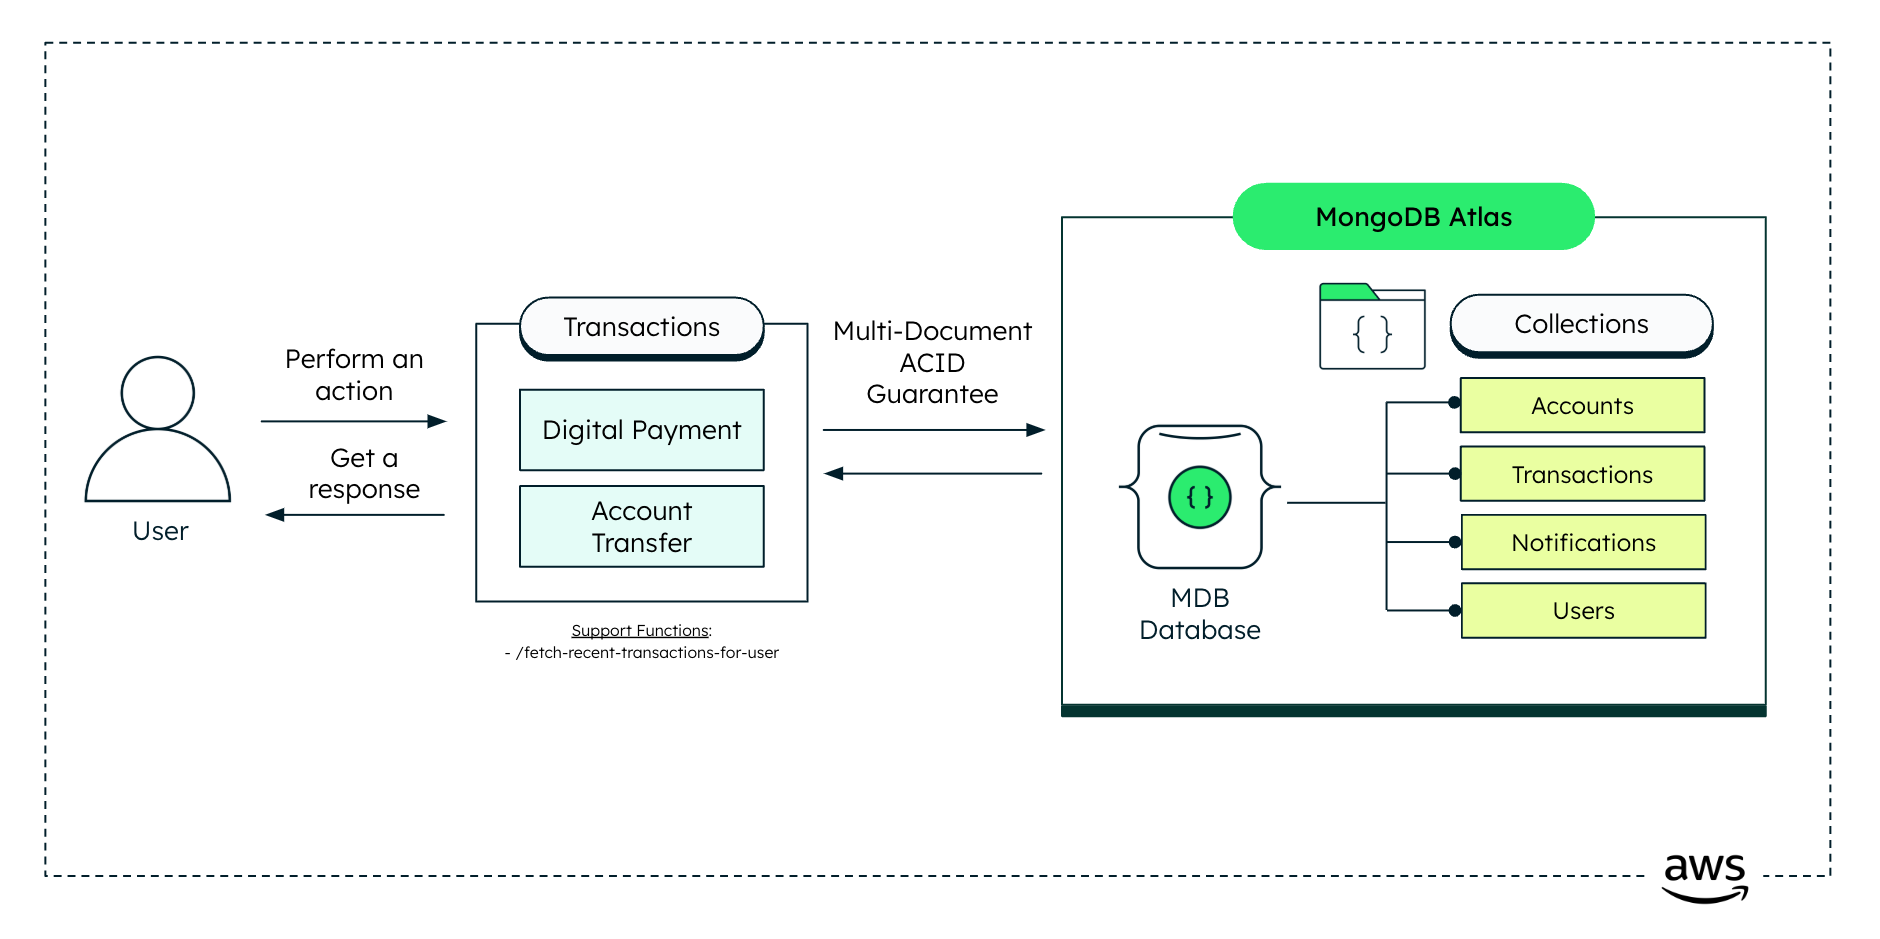 MongoDB Atlas
Transactions
Collections
Multi-Document
ACID
Guarantee
Perform an
action
Digital Payment
Accounts
Get a
response
Transactions
Account
Transfer
User
Notifications
MDB
Database
Users
Support Functions:
- /fetch-recent-transactions-for-user
aws